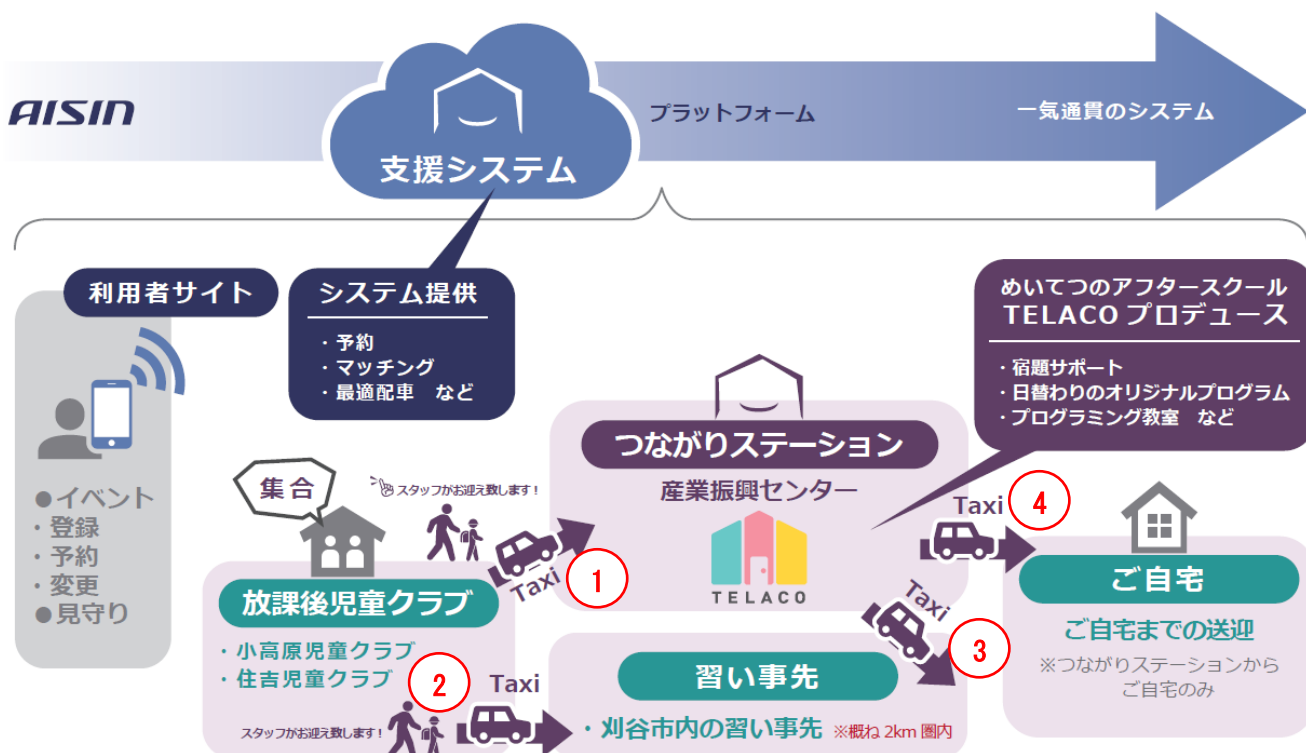 AISIN
支援システム
プラットフォーム
一気通貫のシステム
利用者サイト
●イベント
・登録
・予約
・変更
●見守り
システム提供
・予約
・マッチング
・最適配車 など
めいてつのアフタースクール
TELACO プロデュース
・宿題サポート
・日替わりのオリジナルプログラム
・プログラミング教室 など
つながりステーション
産業振興センター
TELACO
集合
スタッフがお迎え致します！
Taxi
1
放課後児童クラブ
・小高原児童クラブ
・住吉児童クラブ
2
スタッフがお迎え致します！
Taxi
習い事先
・刈谷市内の習い事先 ※概ね 2km 圏内
Taxi
3
Taxi
4
ご自宅
ご自宅までの送迎
※つながりステーションから
ご自宅のみ